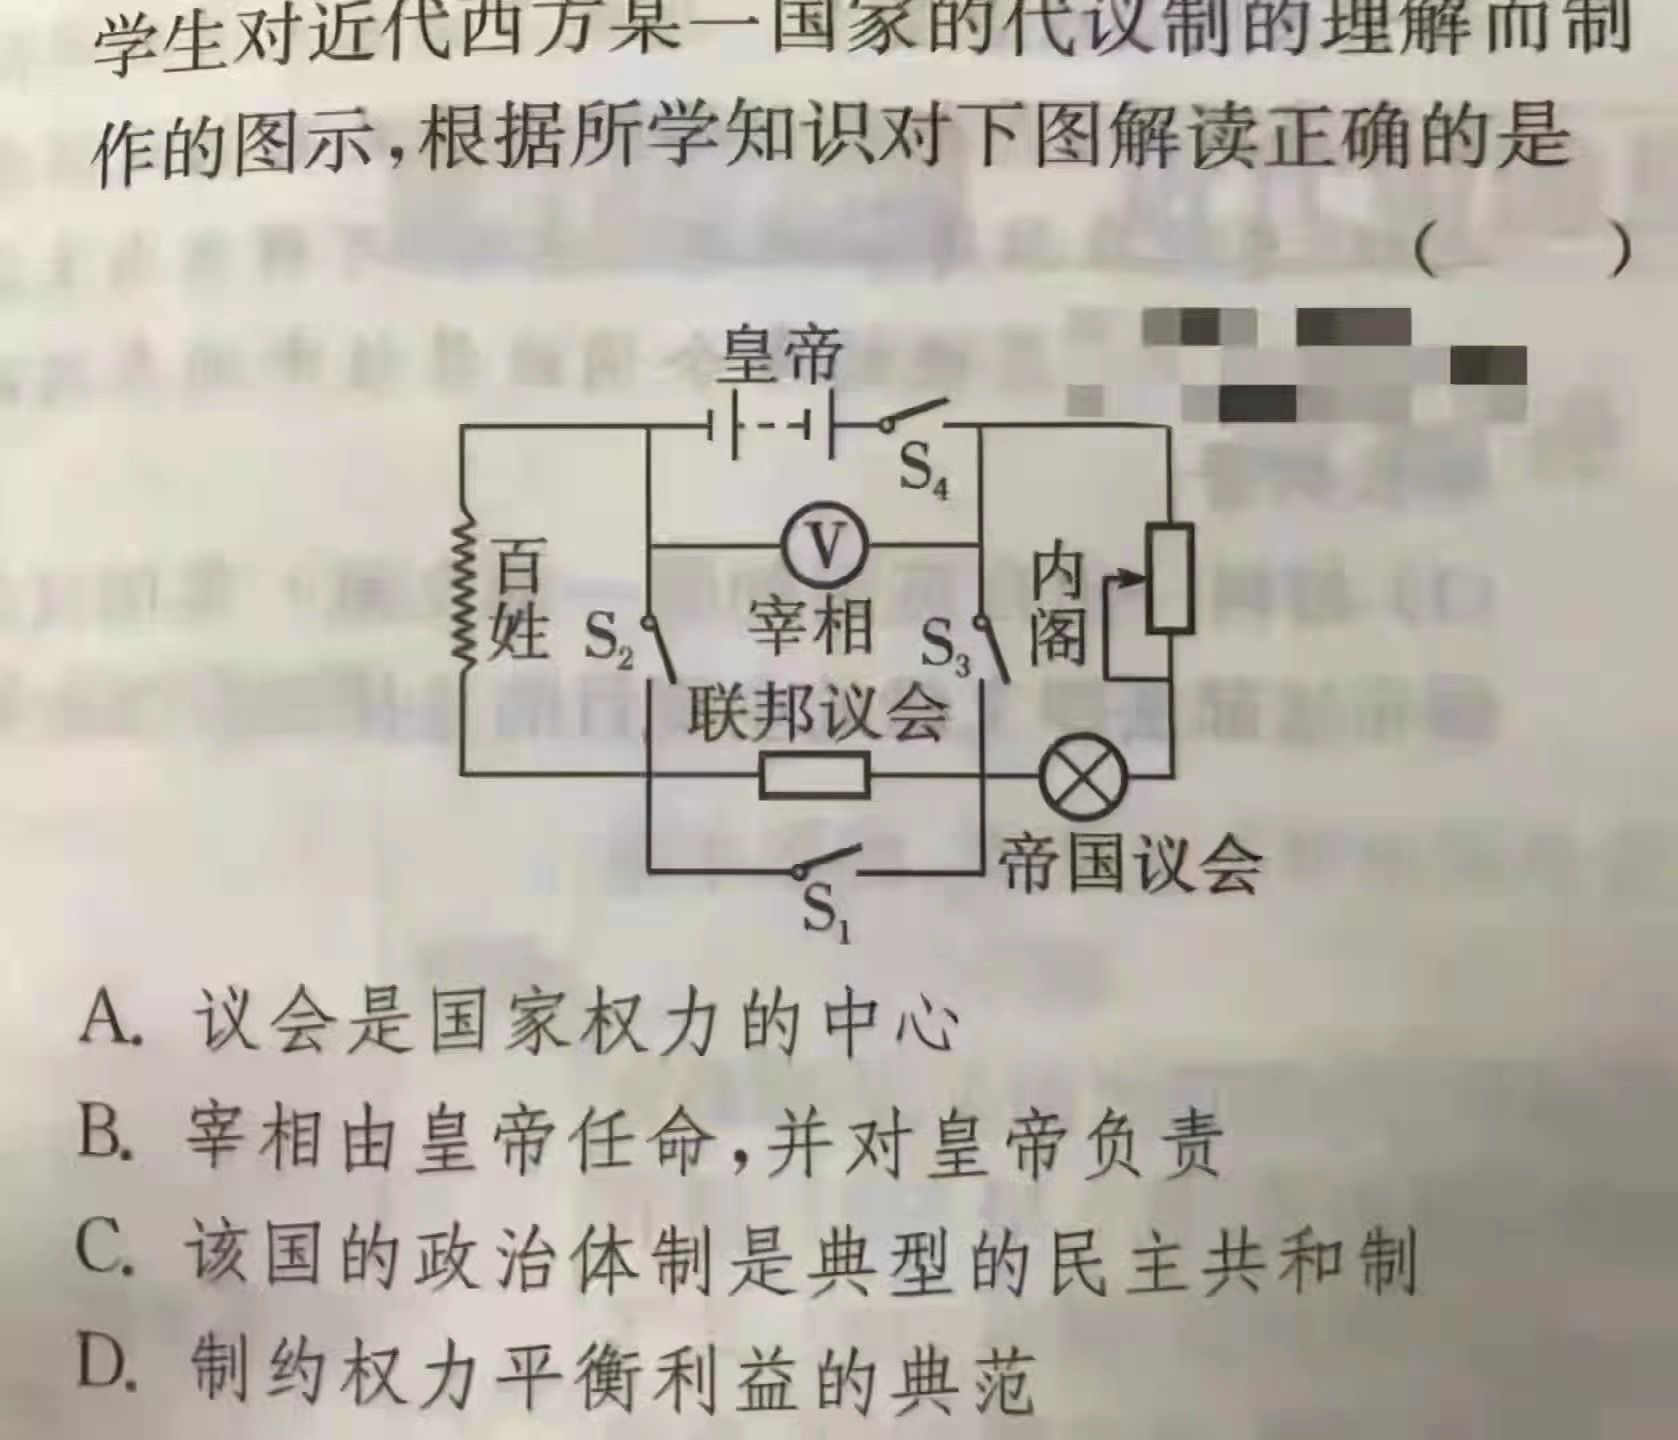 学生对近代西方某一国家的代议制的理解而制
作的图示,根据所学知识对下图解读正确的是
(　　)
皇帝
S4
V
百姓
S2
宰相
S3
内阁
联邦议会
帝国议会
S1
A. 议会是国家权力的中心
B. 宰相由皇帝任命,并对皇帝负责
C. 该国的政治体制是典型的民主共和制
D. 制约权力平衡利益的典范